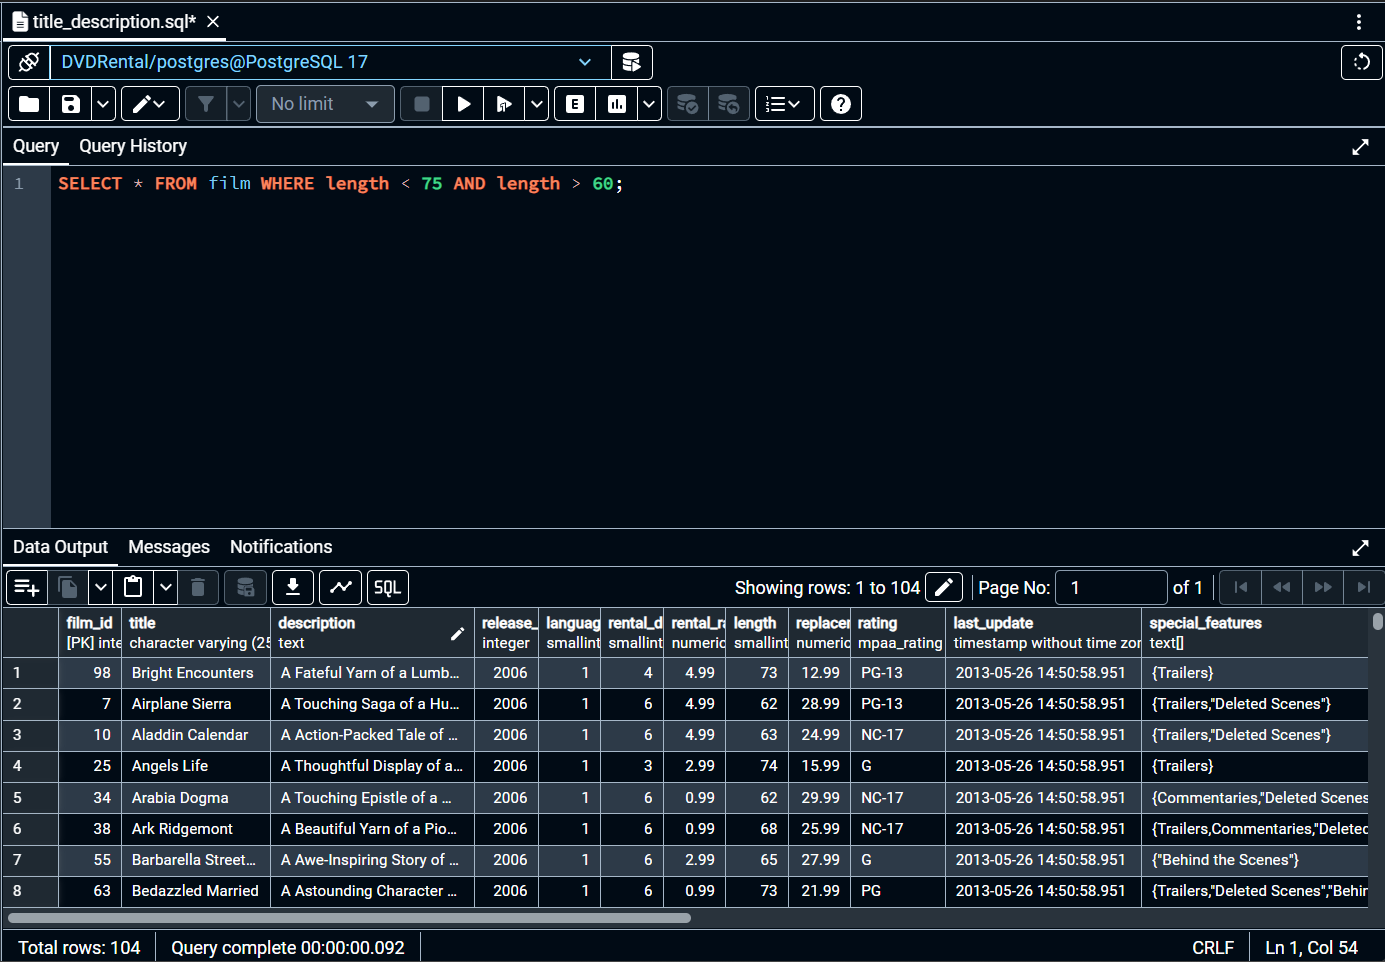 title_description.sql*
DVDRental/postgres@PostgreSQL 17
No limit
E
Query Query History
1 SELECT * FROM film WHERE length < 75 AND length > 60;
Data Output Messages Notifications
SQL Showing rows: 1 to 104 Page No: 1 of 1
film_id title description release_ languag rental_d rental_ra length replacer rating last_update special_features
[PK] inte character varying (25 text integer smallint smallint numeric smallint numeric mpaa_rating timestamp without time zor text[]
1 98 Bright Encounters A Fateful Yarn of a Lumb... 2006 1 4 4.99 73 12.99 PG-13 2013-05-26 14:50:58.951 {Trailers}
2 7 Airplane Sierra A Touching Saga of a Hu... 2006 1 6 4.99 62 28.99 PG-13 2013-05-26 14:50:58.951 {Trailers,"Deleted Scenes"}
3 10 Aladdin Calendar A Action-Packed Tale of ... 2006 1 6 4.99 63 24.99 NC-17 2013-05-26 14:50:58.951 {Trailers,"Deleted Scenes"}
4 25 Angels Life A Thoughtful Display of a... 2006 1 3 2.99 74 15.99 G 2013-05-26 14:50:58.951 {Trailers}
5 34 Arabia Dogma A Touching Epistle of a ... 2006 1 6 0.99 62 29.99 NC-17 2013-05-26 14:50:58.951 {Commentaries,"Deleted Scenes
6 38 Ark Ridgemont A Beautiful Yarn of a Pio... 2006 1 6 0.99 68 25.99 NC-17 2013-05-26 14:50:58.951 {Trailers,Commentaries,"Deleted
7 55 Barbarella Street... A Awe-Inspiring Story of ... 2006 1 6 2.99 65 27.99 G 2013-05-26 14:50:58.951 {"Behind the Scenes"}
8 63 Bedazzled Married A Astounding Character ... 2006 1 6 0.99 73 21.99 PG 2013-05-26 14:50:58.951 {Trailers,"Deleted Scenes","Behin
Total rows: 104 Query complete 00:00:00.092 CRLF Ln 1, Col 54